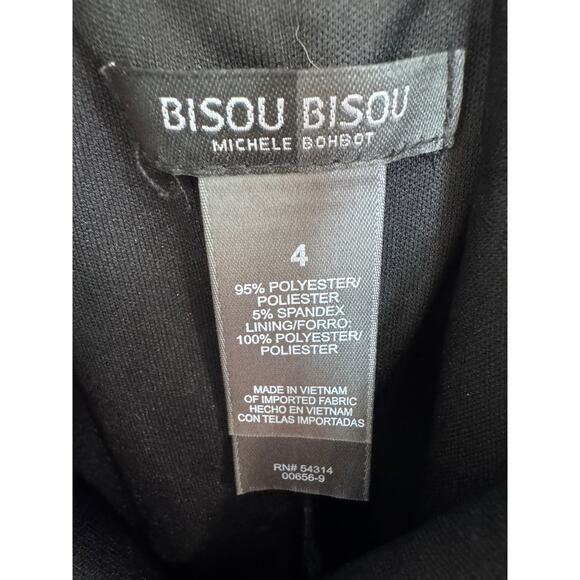 BISOU BISOU
MICHELE BOHBOT
4
95% POLYESTER/
POLIESTER
5% SPANDEX
LINING/FORRO:
100% POLYESTER/
POLIESTER
MADE IN VIETNAM
OF IMPORTED FABRIC
HECHO EN VIETNAM
CON TELAS IMPORTADAS
RN# 54314
00656-9